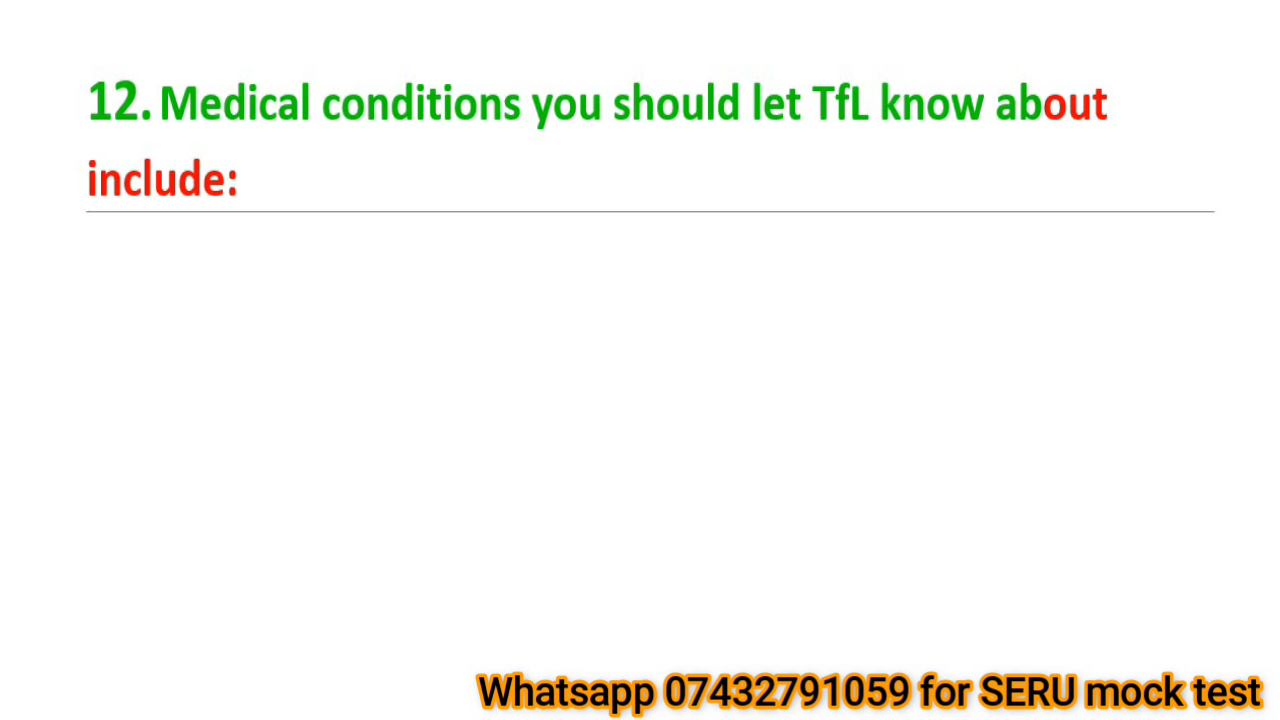 12. Medical conditions you should let TfL know about
include:
Whatsapp 07432791059 for SERU mock test